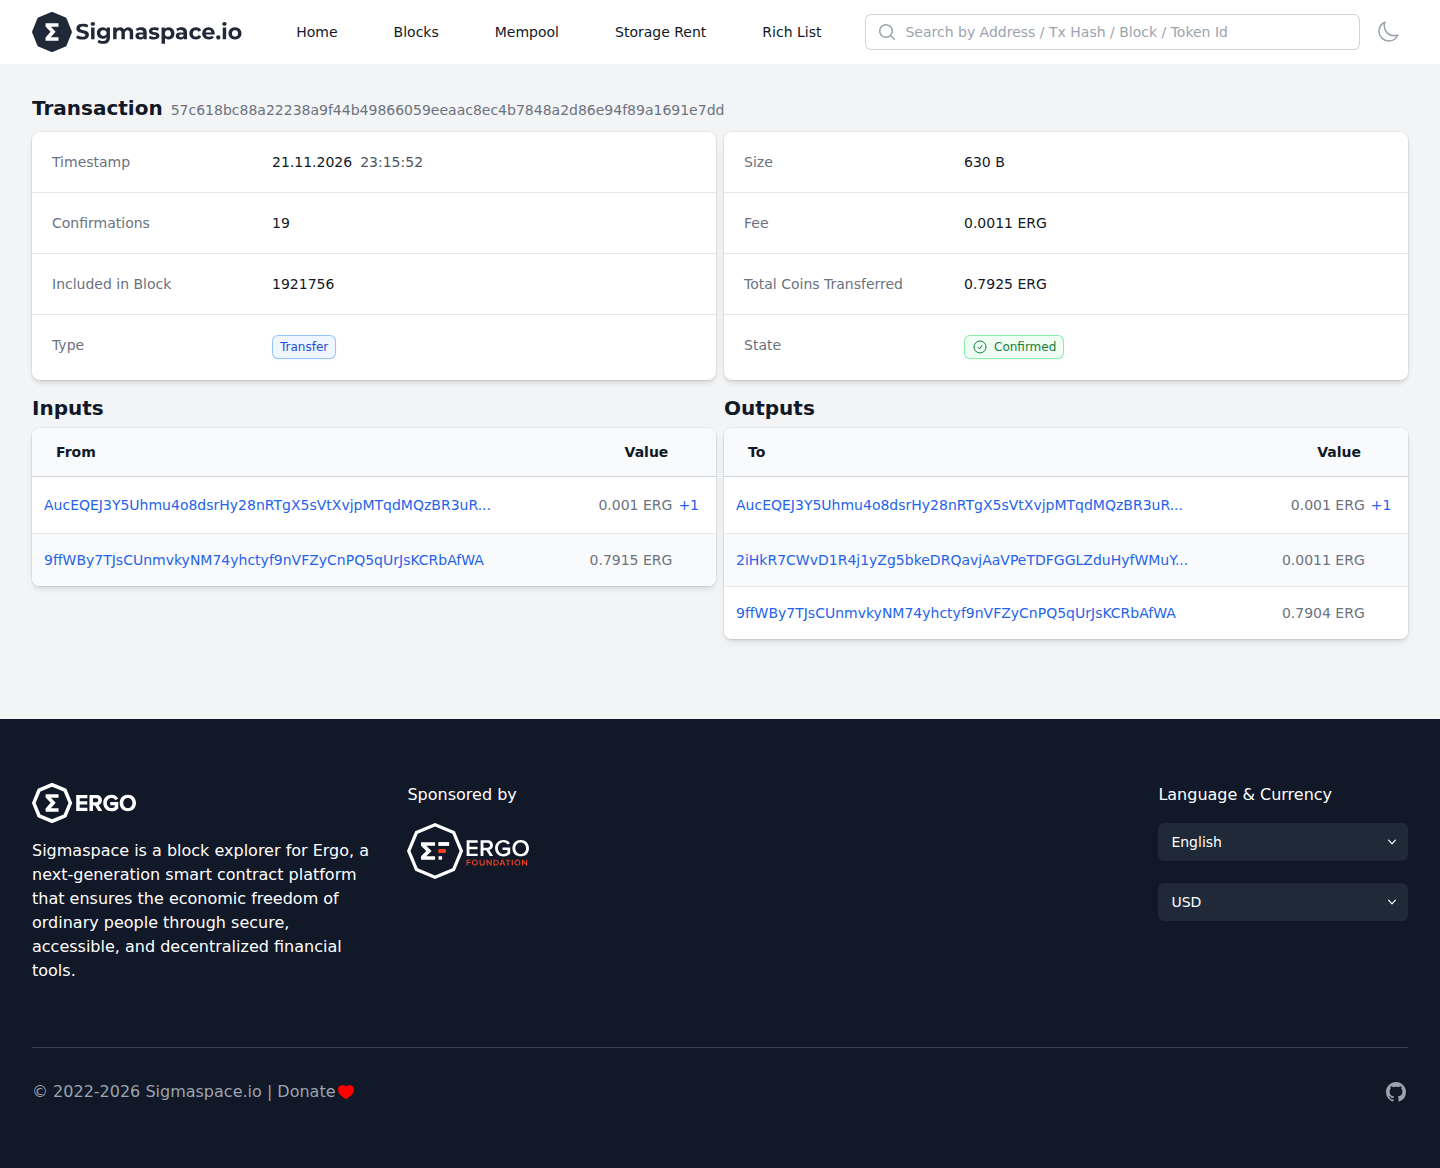 Sigmaspace.io
Home
Blocks
Mempool
Storage Rent
Rich List
Search by Address / Tx Hash / Block / Token Id
Transaction 57c618bc88a22238a9f44b49866059eeaac8ec4b7848a2d86e94f89a1691e7dd
Timestamp 21.11.2026 23:15:52
Confirmations 19
Included in Block 1921756
Type Transfer
Size 630 B
Fee 0.0011 ERG
Total Coins Transferred 0.7925 ERG
State Confirmed
Inputs
From Value
AucEQEJ3Y5Uhmu4o8dsrHy28nRTgX5sVtXvjpMTqdMQzBR3uR... 0.001 ERG +1
9ffWBy7TJsCUnmvkyNM74yhctyf9nVFZyCnPQ5qUrJsKCRbAfWA 0.7915 ERG
Outputs
To Value
AucEQEJ3Y5Uhmu4o8dsrHy28nRTgX5sVtXvjpMTqdMQzBR3uR... 0.001 ERG +1
2iHkR7CWvD1R4j1yZg5bkeDRQavjAaVPeTDFGGLZduHyfWMuY... 0.0011 ERG
9ffWBy7TJsCUnmvkyNM74yhctyf9nVFZyCnPQ5qUrJsKCRbAfWA 0.7904 ERG
ERGO
Sigmaspace is a block explorer for Ergo, a
next-generation smart contract platform
that ensures the economic freedom of
ordinary people through secure,
accessible, and decentralized financial
tools.
Sponsored by
ERGO
FOUNDATION
Language & Currency
English
USD
© 2022-2026 Sigmaspace.io | Donate